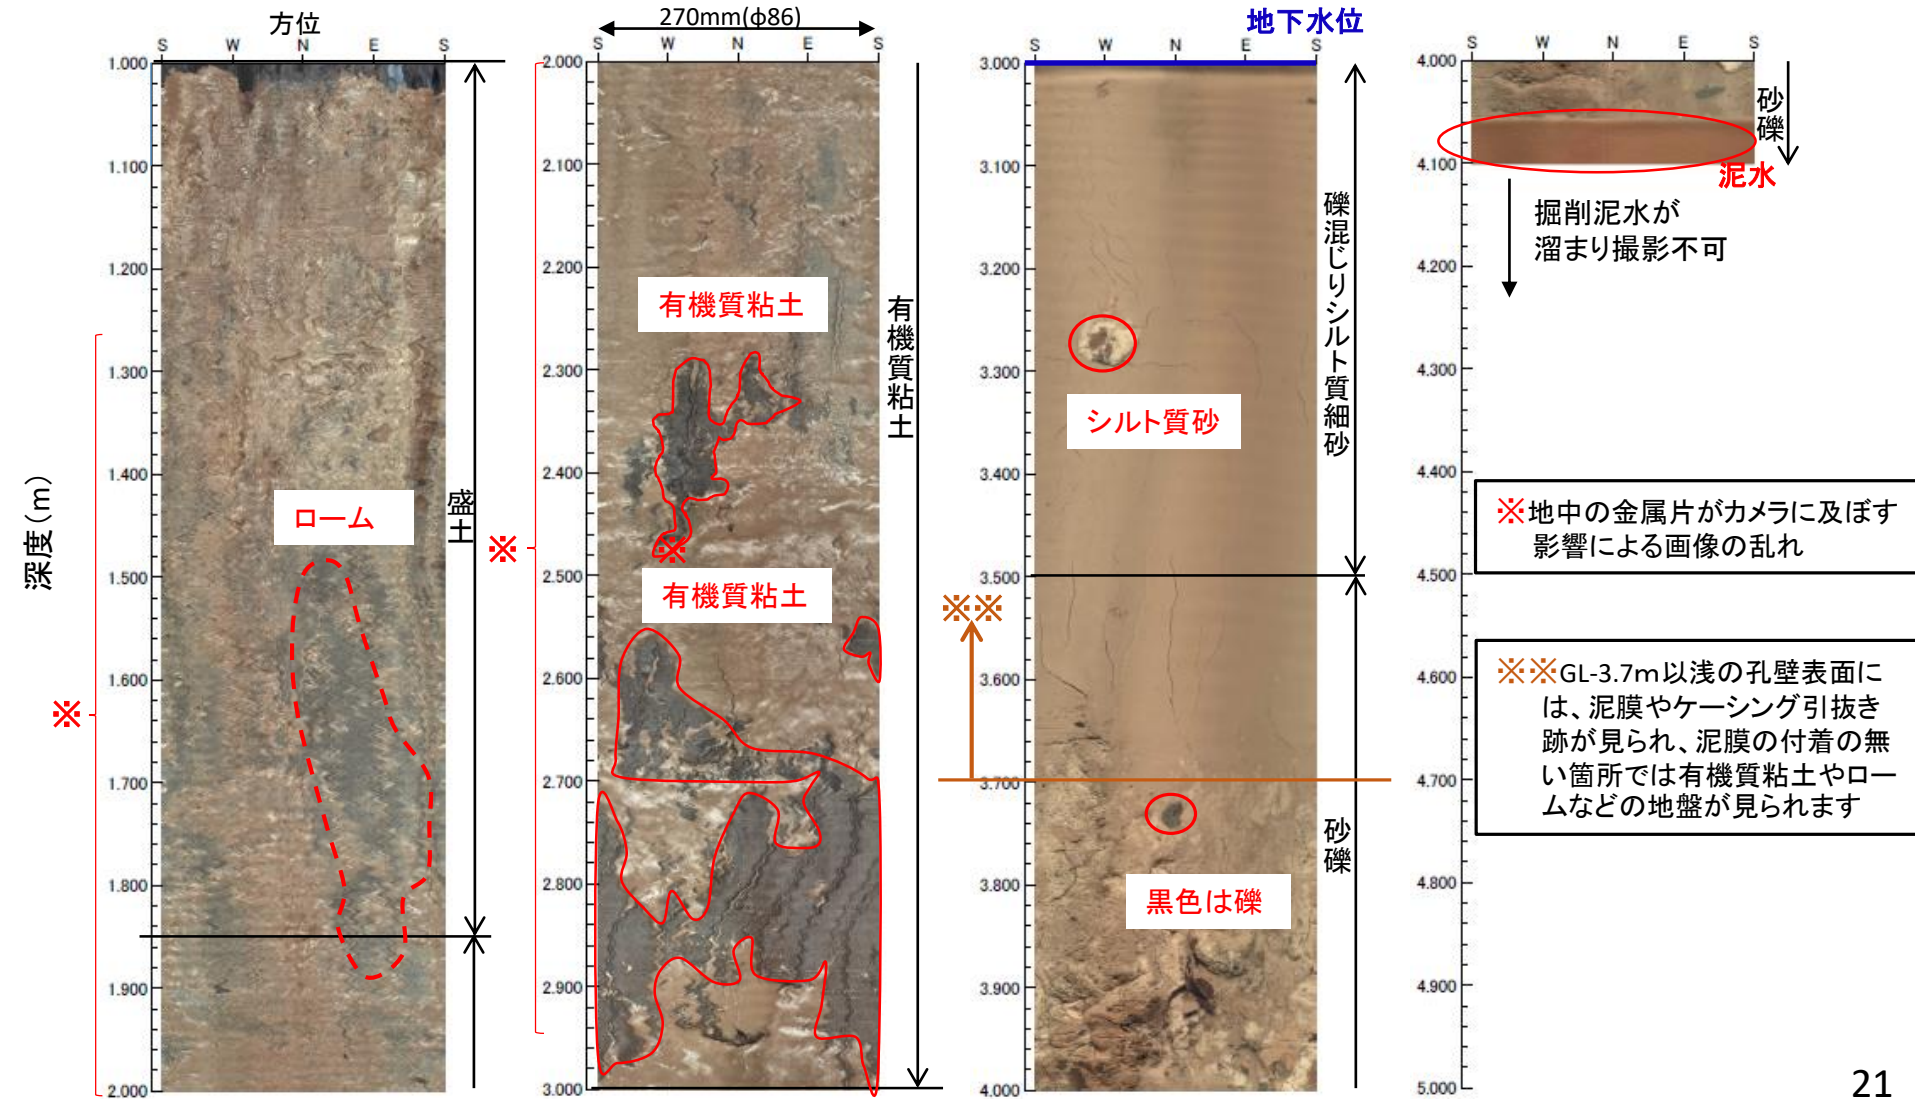 方位
S W N E S
1.000
1.100
1.200
1.300
1.400
1.500
1.600
1.700
1.800
1.900
2.000
深度(m)
※
ローム
盛土
270mm(φ86)
S W N E S
2.000
2.100
2.200
2.300
2.400
2.500
2.600
2.700
2.800
2.900
3.000
※
有機質粘土
※
有機質粘土
有機質粘土
地下水位
S W N E S
3.000
3.100
3.200
3.300
3.400
3.500
3.600
3.700
3.800
3.900
4.000
シルト質砂
※※
黒色は礫
礫混じりシルト質細砂
砂礫
S W N E S
4.000
4.100
4.200
4.300
4.400
4.500
4.600
4.700
4.800
4.900
5.000
砂礫
泥水
掘削泥水が
溜まり撮影不可
※地中の金属片がカメラに及ぼす
影響による画像の乱れ
※※GL-3.7m以浅の孔壁表面に
は、泥膜やケーシング引抜き
跡が見られ、泥膜の付着の無
い箇所では有機質粘土やロー
ムなどの地盤が見られます
21